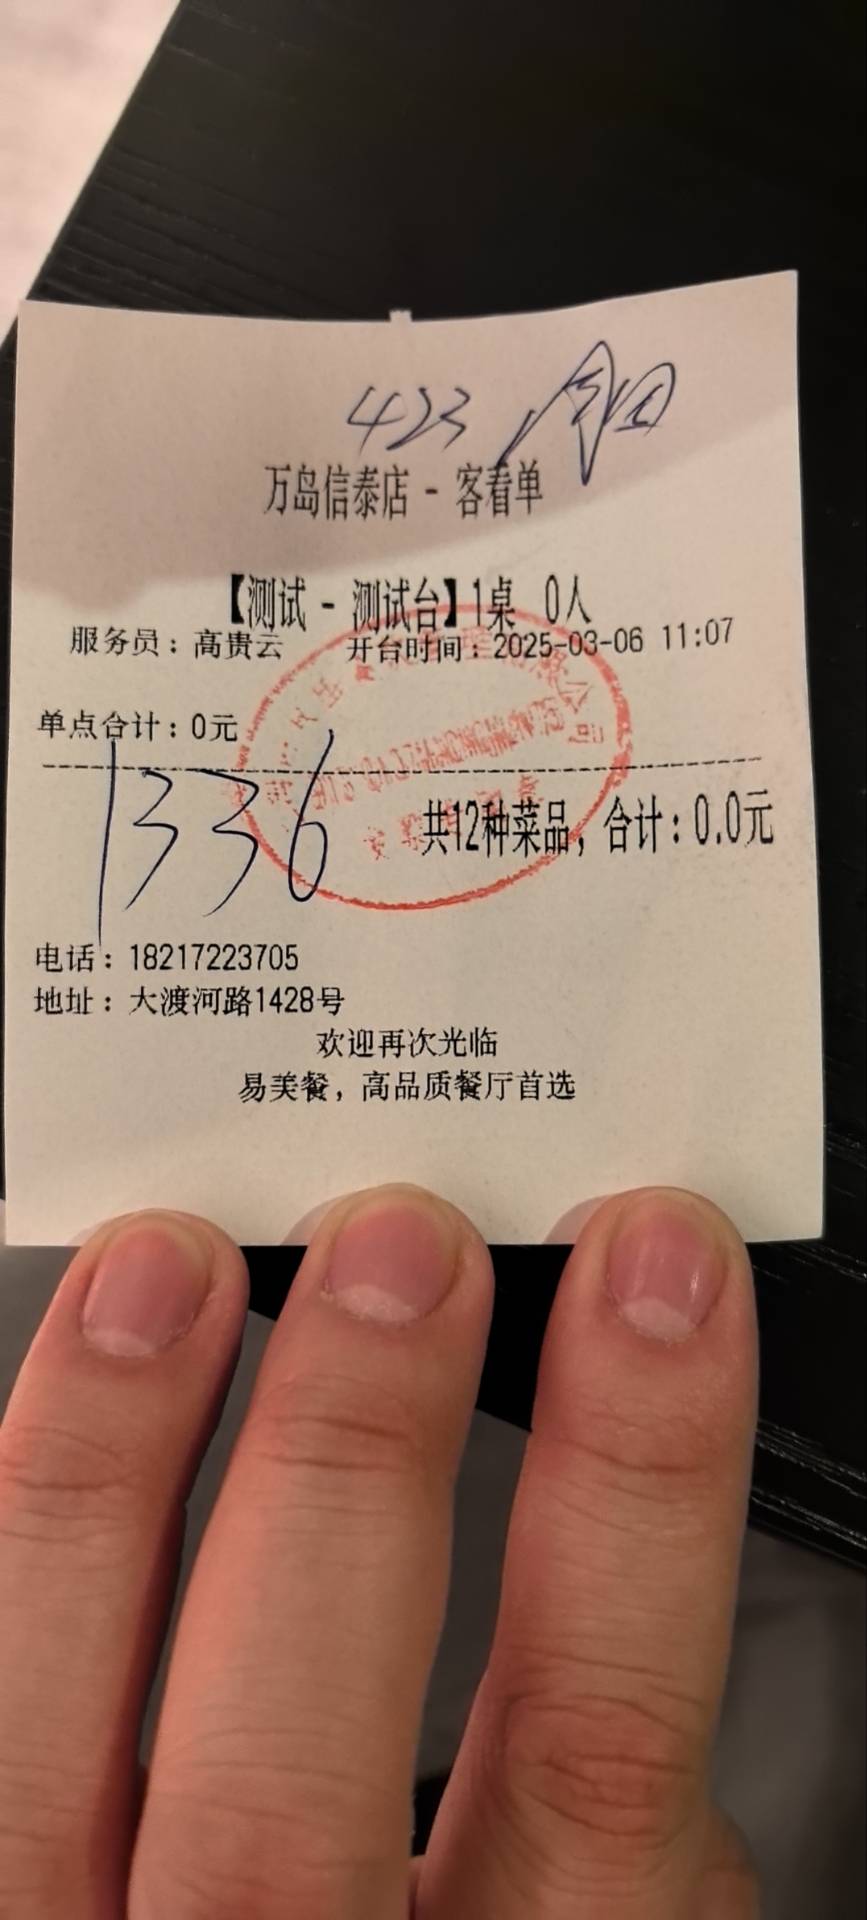 423
万岛信泰店 - 客看单
【测试 - 测试台】1桌 0人
服务员：高贵云 开台时间：2025-03-06 11:07
单点合计：0元
1336
共12种菜品，合计：0.0元
电话：18217223705
地址：大渡河路1428号
欢迎再次光临
易美餐，高品质餐厅首选